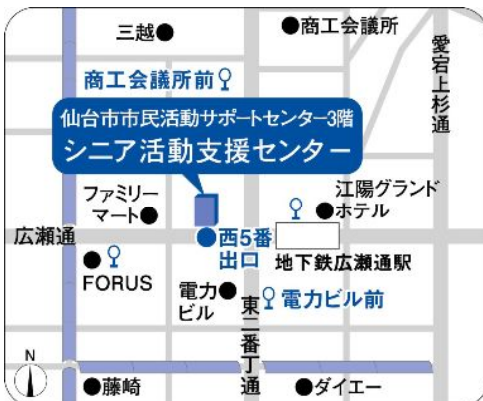 三越
商工会議所
愛宕上杉通
商工会議所前
仙台市市民活動サポートセンター3階
シニア活動支援センター
ファミリー
マート
江陽グランド
ホテル
広瀬通
西5番
出口
地下鉄広瀬通駅
FORUS
電力
ビル
東二番丁通
電力ビル前
N
藤崎
ダイエー